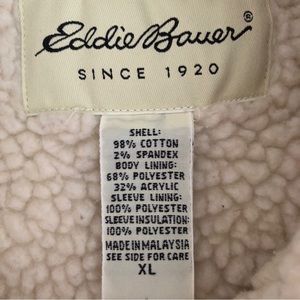 Eddie Bauer®
SINCE 1920
SHELL:
98% COTTON
2% SPANDEX
BODY LINING:
68% POLYESTER
32% ACRYLIC
SLEEVE LINING:
100% POLYESTER
SLEEVE INSULATION:
100% POLYESTER
MADE IN MALAYSIA
SEE SIDE FOR CARE
XL